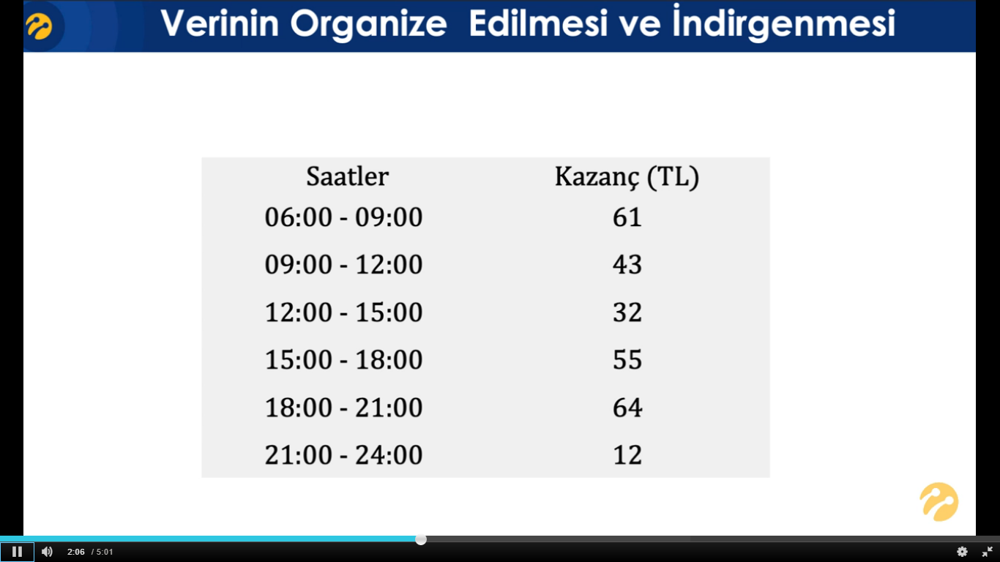 Verinin Organize Edilmesi ve İndirgenmesi
Saatler Kazanç (TL)
06:00 - 09:00 61
09:00 - 12:00 43
12:00 - 15:00 32
15:00 - 18:00 55
18:00 - 21:00 64
21:00 - 24:00 12
2:06 / 5:01